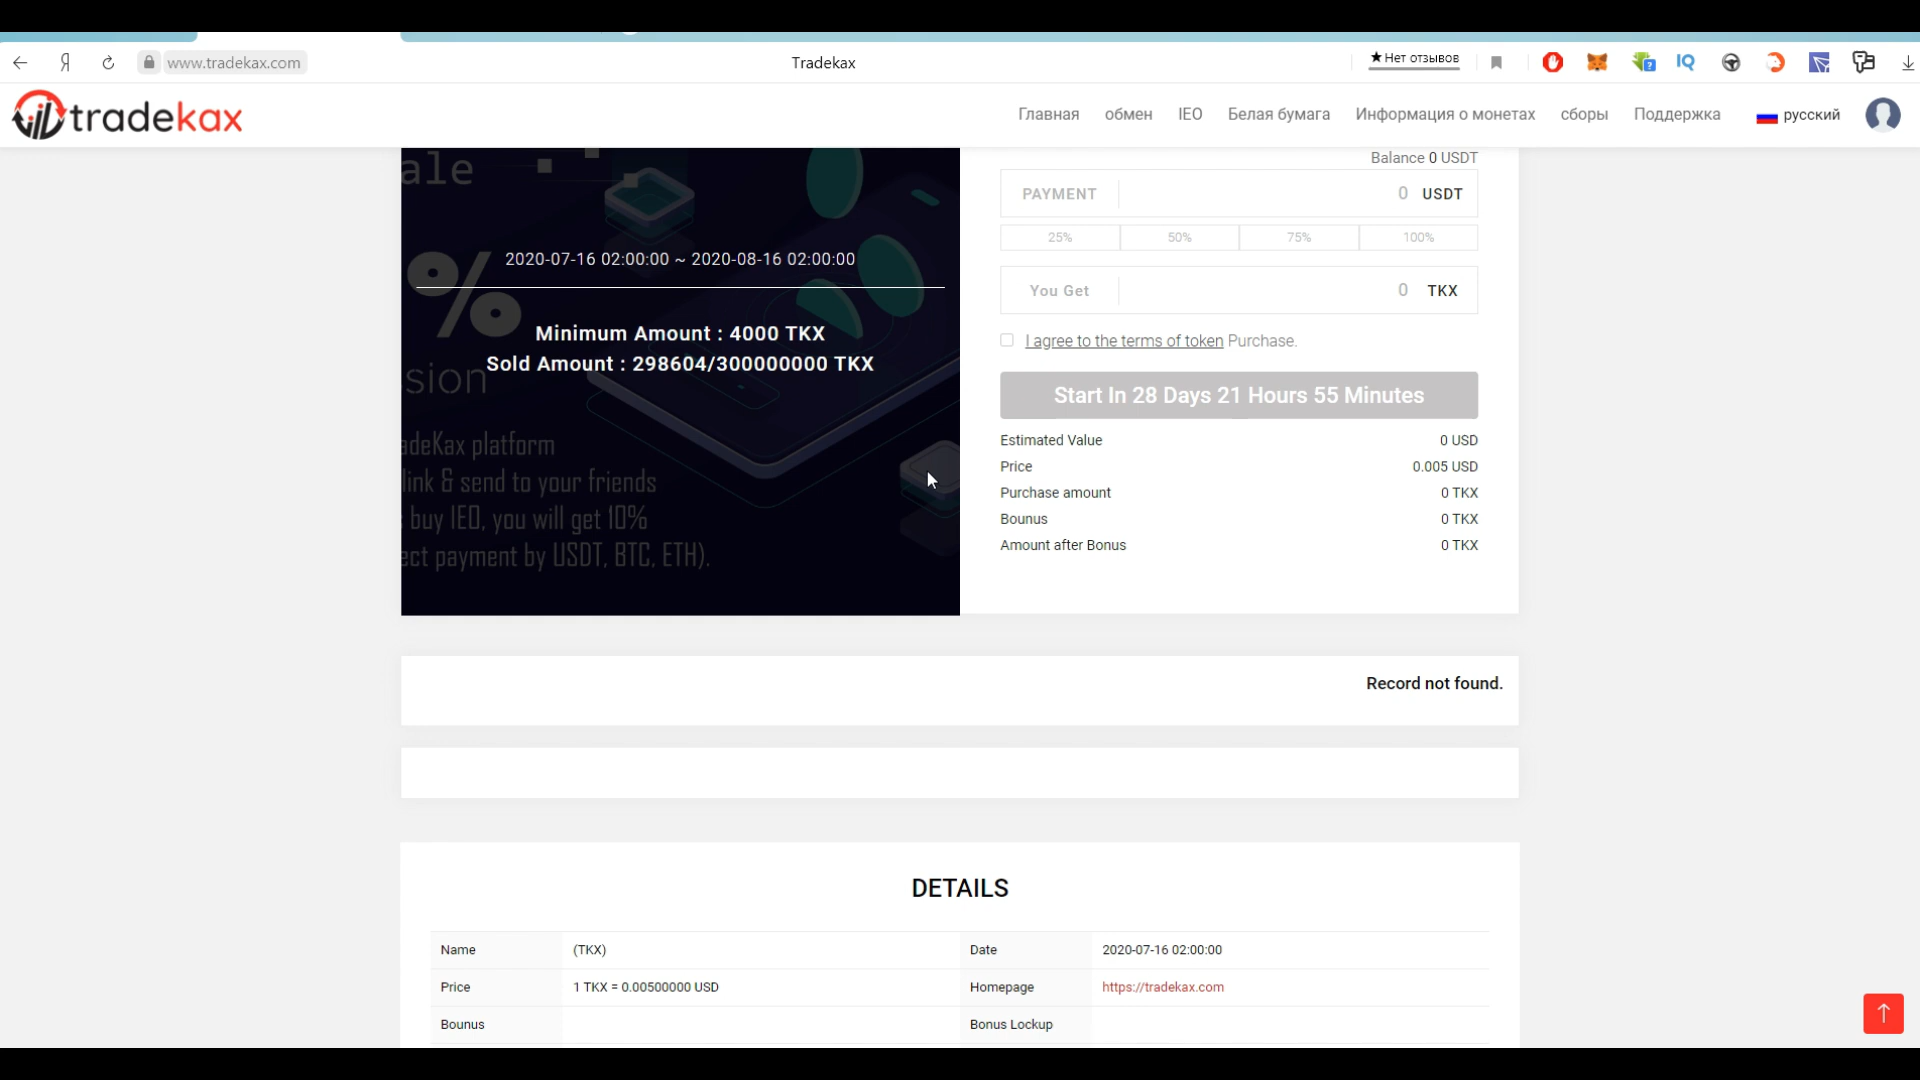 www.tradekax.com
Tradekax
★Нет отзывов
IQ
tradekax
Главная
обмен
IEO
Белая бумага
Информация о монетах
сборы
Поддержка
русский
ale
%
sion
adeKax platform
link & send to your friends
buy IEO, you will get 10%
ect payment by USDT, BTC, ETH).
2020-07-16 02:00:00 ~ 2020-08-16 02:00:00
Minimum Amount : 4000 TKX
Sold Amount : 298604/300000000 TKX
Balance 0 USDT
PAYMENT 0 USDT
25% 50% 75% 100%
You Get 0 TKX
I agree to the terms of token Purchase.
Start In 28 Days 21 Hours 55 Minutes
Estimated Value 0 USD
Price 0.005 USD
Purchase amount 0 TKX
Bounus 0 TKX
Amount after Bonus 0 TKX
Record not found.
DETAILS
Name (TKX) Date 2020-07-16 02:00:00
Price 1 TKX = 0.00500000 USD Homepage https://tradekax.com
Bounus Bonus Lockup